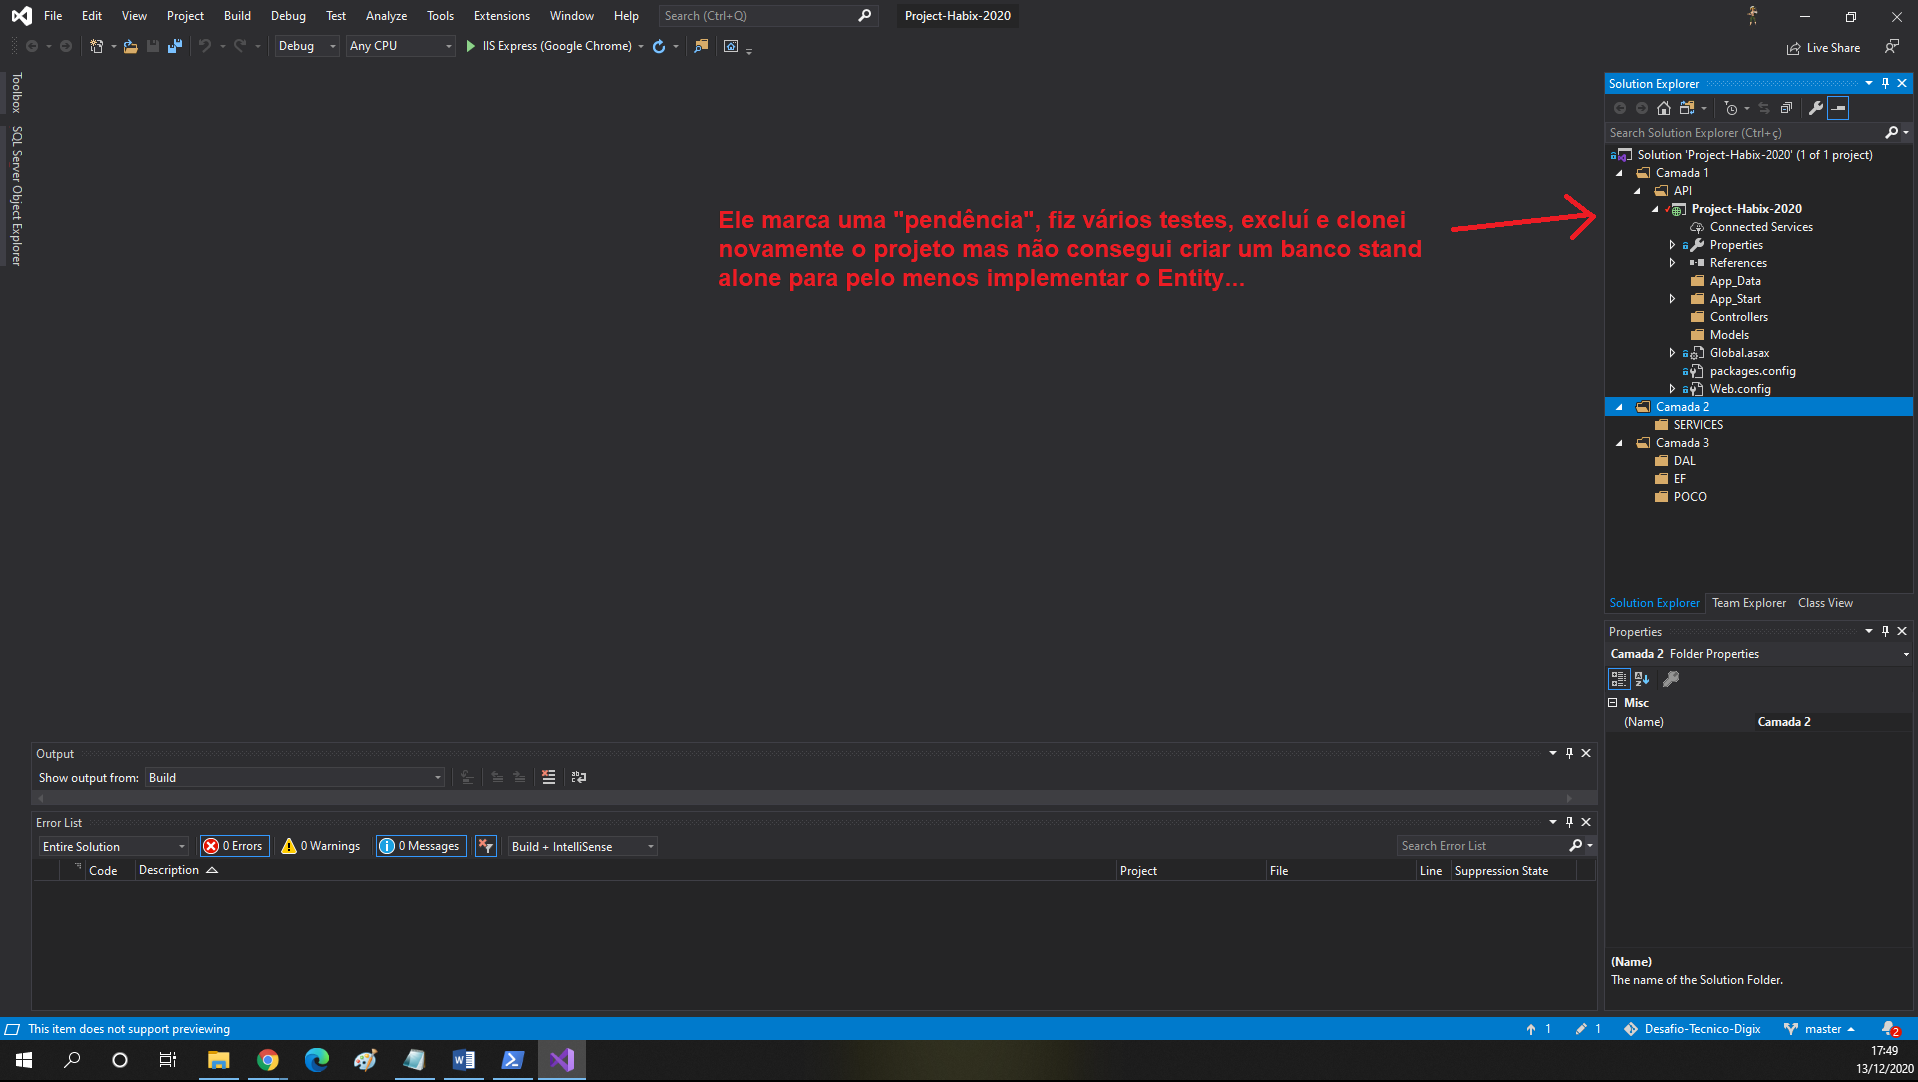 File Edit View Project Build Debug Test Analyze Tools Extensions Window Help Search (Ctrl+Q) Project-Habix-2020
Debug Any CPU IIS Express (Google Chrome) Live Share
Toolbox
SQL Server Object Explorer
Ele marca uma "pendência", fiz vários testes, excluí e clonei
novamente o projeto mas não consegui criar um banco stand
alone para pelo menos implementar o Entity...
Solution Explorer
Search Solution Explorer (Ctrl+ç)
Solution 'Project-Habix-2020' (1 of 1 project)
Camada 1
API
Project-Habix-2020
Connected Services
Properties
References
App_Data
App_Start
Controllers
Models
Global.asax
packages.config
Web.config
Camada 2
SERVICES
Camada 3
DAL
EF
POCO
Solution Explorer Team Explorer Class View
Properties
Camada 2 Folder Properties
Misc
(Name) Camada 2
(Name)
The name of the Solution Folder.
Output
Show output from: Build
Error List
Entire Solution 0 Errors 0 Warnings 0 Messages Build + IntelliSense Search Error List
Code Description Project File Line Suppression State
This item does not support previewing 1 1 Desafio-Tecnico-Digix master 2
17:49
13/12/2020